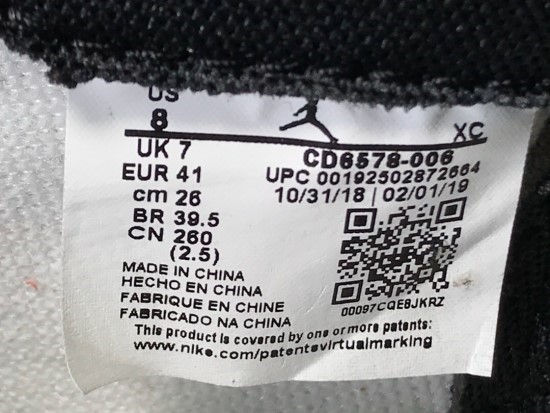 US
8
XC
UK 7
CD6578-006
EUR 41
UPC 00192502872664
cm 26
10/31/18 | 02/01/19
BR 39.5
CN 260
(2.5)
MADE IN CHINA
HECHO EN CHINA
FABRIQUE EN CHINE
FABRICADO NA CHINA
00097CQE8JKRZ
This product is covered by one or more patents:
www.nike.com/patentsvirtualmarking